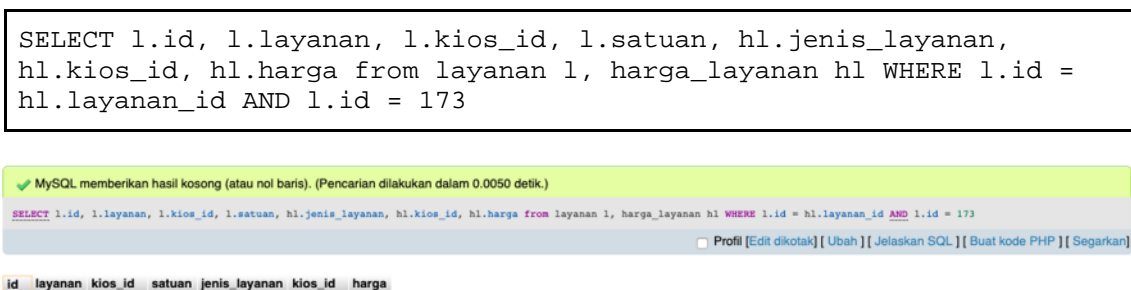 SELECT l.id, l.layanan, l.kios_id, l.satuan, hl.jenis_layanan,
hl.kios_id, hl.harga from layanan l, harga_layanan hl WHERE l.id =
hl.layanan_id AND l.id = 173
MySQL memberikan hasil kosong (atau nol baris). (Pencarian dilakukan dalam 0.0050 detik.)
SELECT l.id, l.layanan, l.kios_id, l.satuan, hl.jenis_layanan, hl.kios_id, hl.harga from layanan l, harga_layanan hl WHERE l.id = hl.layanan_id AND l.id = 173
Profil [Edit dikotak] [ Ubah ] [ Jelaskan SQL ] [ Buat kode PHP ] [ Segarkan]
id layanan kios_id satuan jenis_layanan kios_id harga